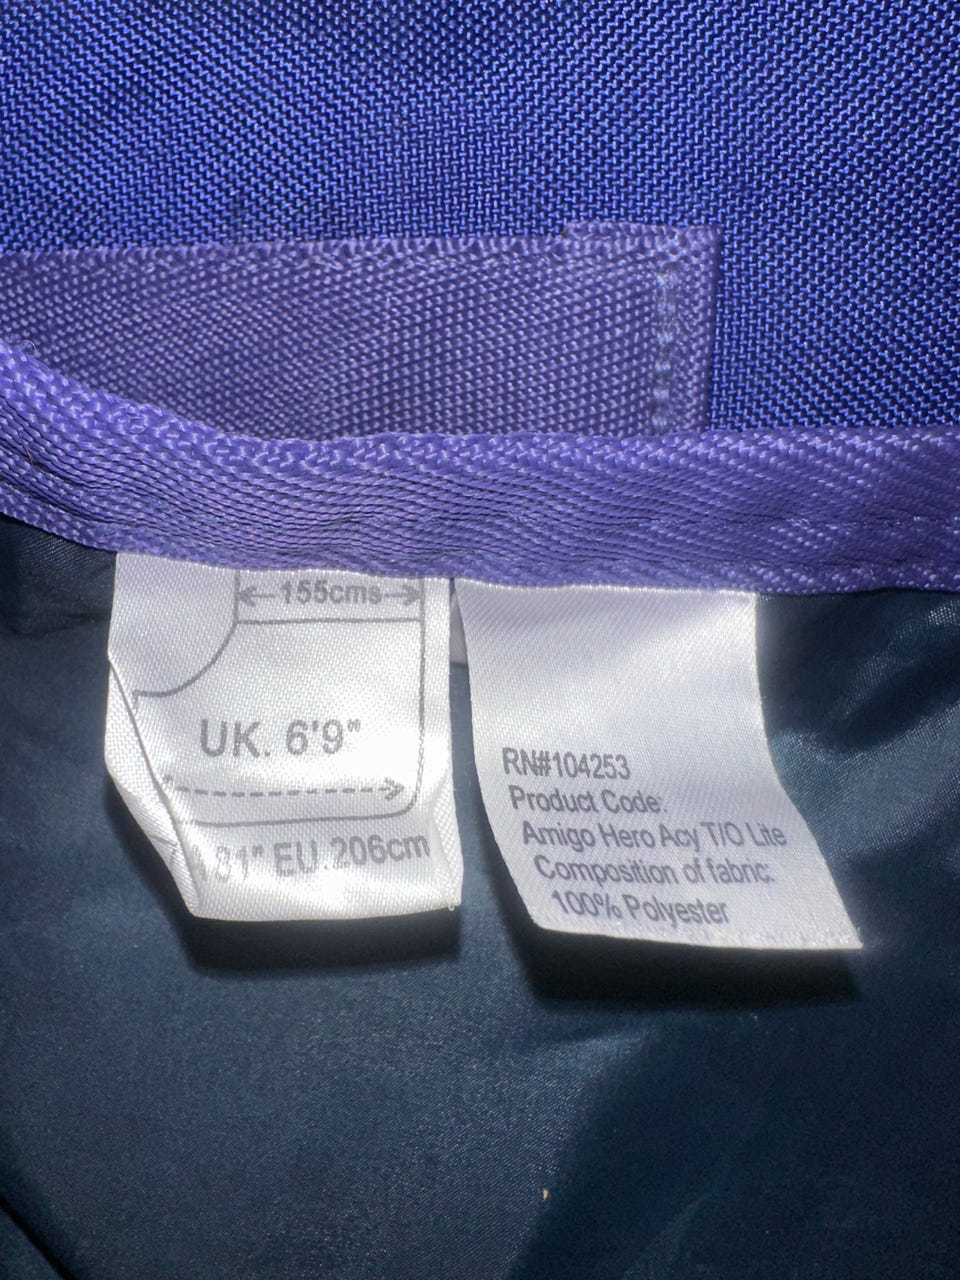 155cms
UK. 6'9"
81" EU.206cm
RN#104253
Product Code:
Amigo Hero Acy T/O Lite
Composition of fabric:
100% Polyester